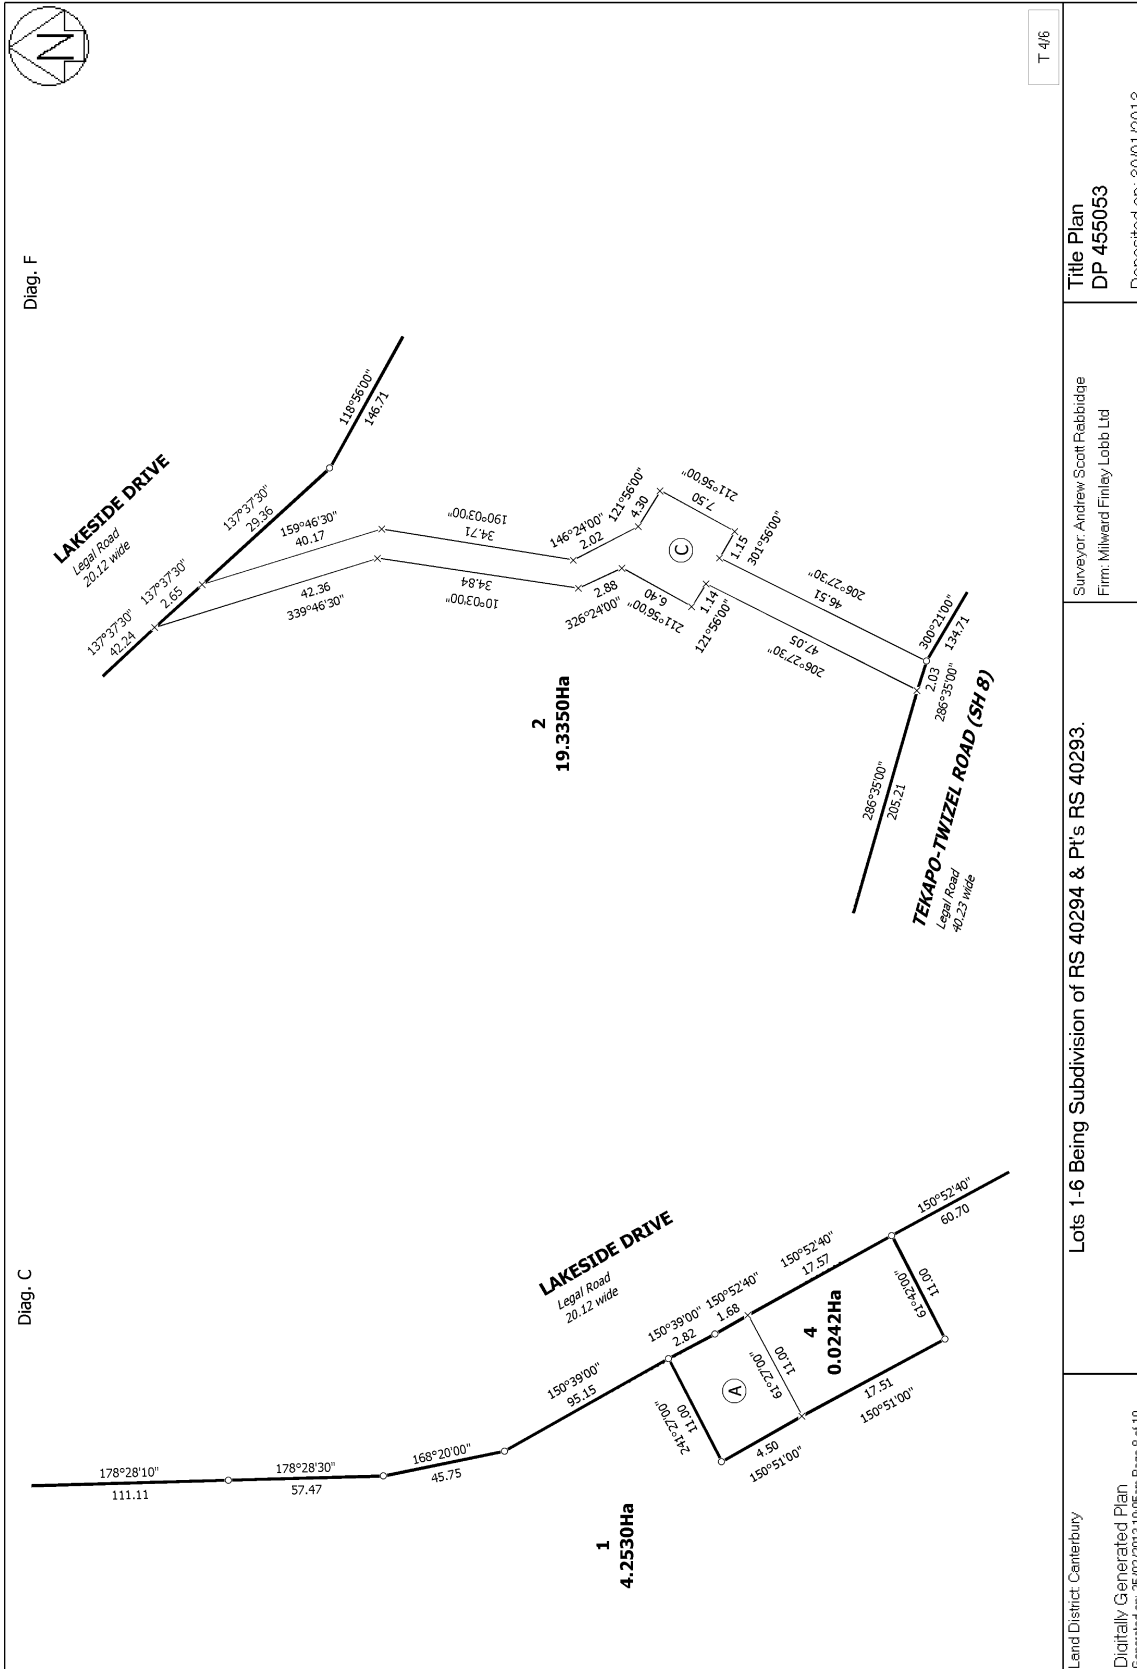 N
T 4/6
Diag. F
LAKESIDE DRIVE
Legal Road
20.12 wide
137°37'30"
42.24
137°37'30"
2.65
137°37'30"
29.36
118°56'00"
146.71
159°46'30"
40.17
42.36
339°46'30"
190°03'00"
34.71
34.84
10°03'00"
146°24'00"
2.02
2.88
326°24'00"
121°56'00"
4.30
211°56'00"
7.50
6.40
211°56'00"
C
1.15
301°56'00"
1.14
121°56'00"
206°27'30"
46.51
47.05
206°27'30"
300°21'00"
134.71
2.03
286°35'00"
286°35'00"
205.21
TEKAPO-TWIZEL ROAD (SH 8)
Legal Road
40.23 wide
2
19.3350Ha
Diag. C
LAKESIDE DRIVE
Legal Road
20.12 wide
178°28'10"
111.11
178°28'30"
57.47
168°20'00"
45.75
150°39'00"
95.15
150°39'00"
2.82
150°52'40"
1.68
150°52'40"
17.57
150°52'40"
60.70
241°27'00"
11.00
A
61°27'00"
11.00
4
0.0242Ha
61°42'00"
11.00
4.50
150°51'00"
17.51
150°51'00"
1
4.2530Ha
Land District: Canterbury
Digitally Generated Plan
Lots 1-6 Being Subdivision of RS 40294 & Pt's RS 40293.
Surveyor: Andrew Scott Rabbidge
Firm: Milward Finlay Lobb Ltd
Title Plan
DP 455053
Deposited on: 30/01/2013